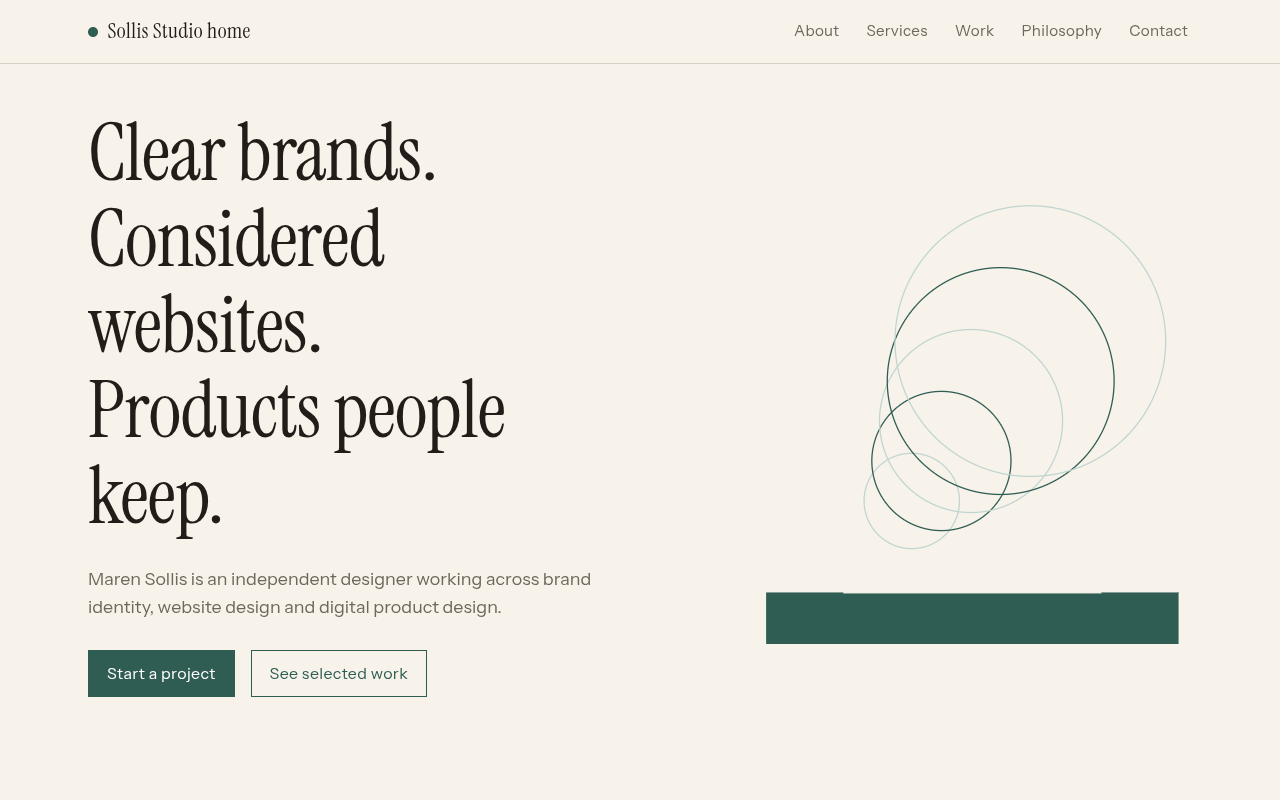 Sollis Studio home
About Services Work Philosophy Contact
Clear brands.
Considered
websites.
Products people
keep.
Maren Sollis is an independent designer working across brand
identity, website design and digital product design.
Start a project
See selected work